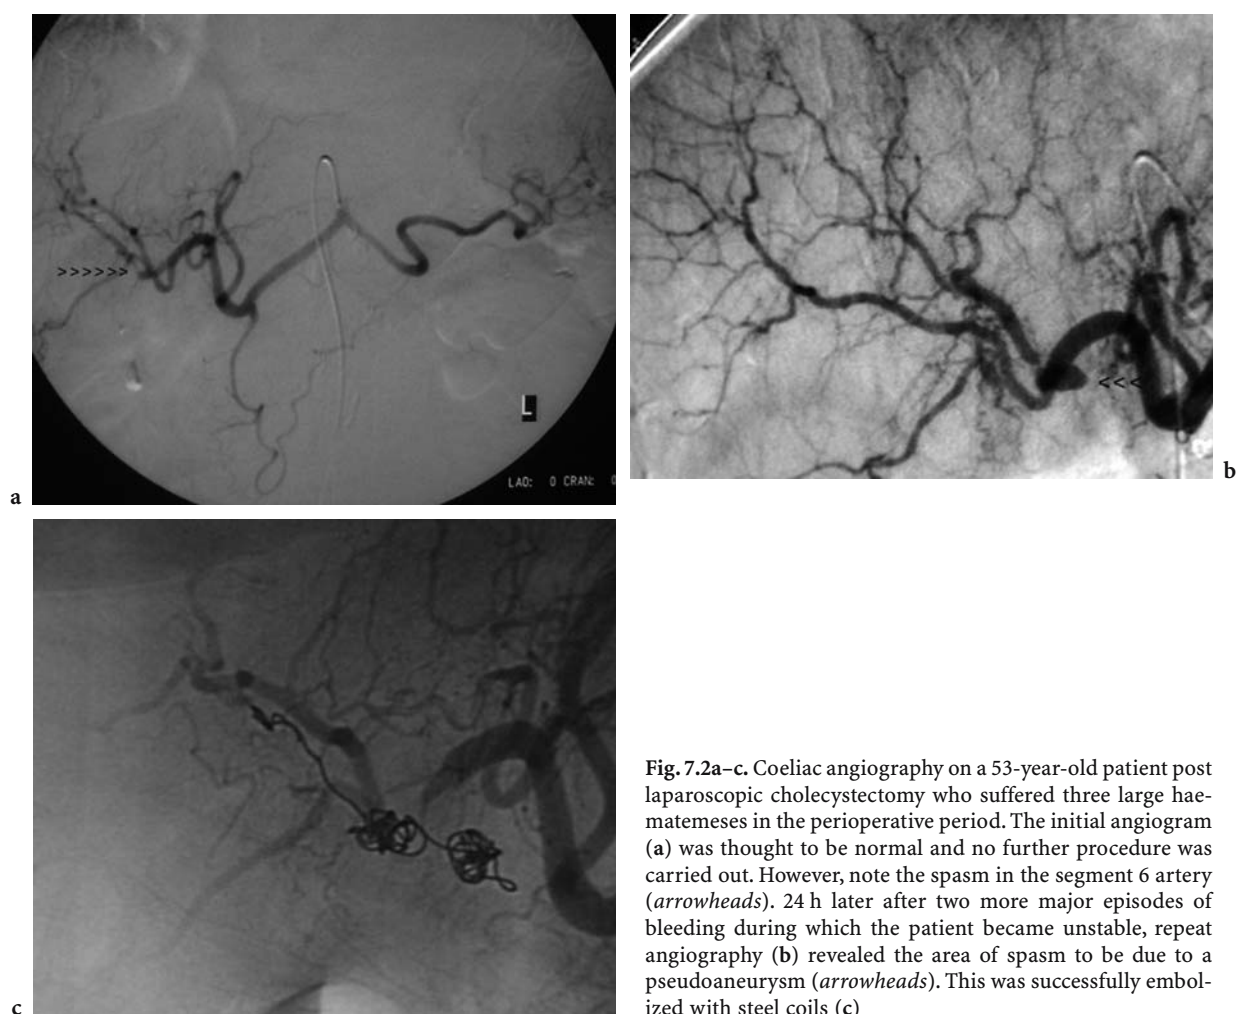 >>>>>>
L
LAO: 0 CRAN: 0
a
<<<
b
c
Fig. 7.2a–c. Coeliac angiography on a 53-year-old patient post
laparoscopic cholecystectomy who suffered three large hae-
matemeses in the perioperative period. The initial angiogram
(a) was thought to be normal and no further procedure was
carried out. However, note the spasm in the segment 6 artery
(arrowheads). 24 h later after two more major episodes of
bleeding during which the patient became unstable, repeat
angiography (b) revealed the area of spasm to be due to a
pseudoaneurysm (arrowheads). This was successfully embol-
ized with steel coils (c)